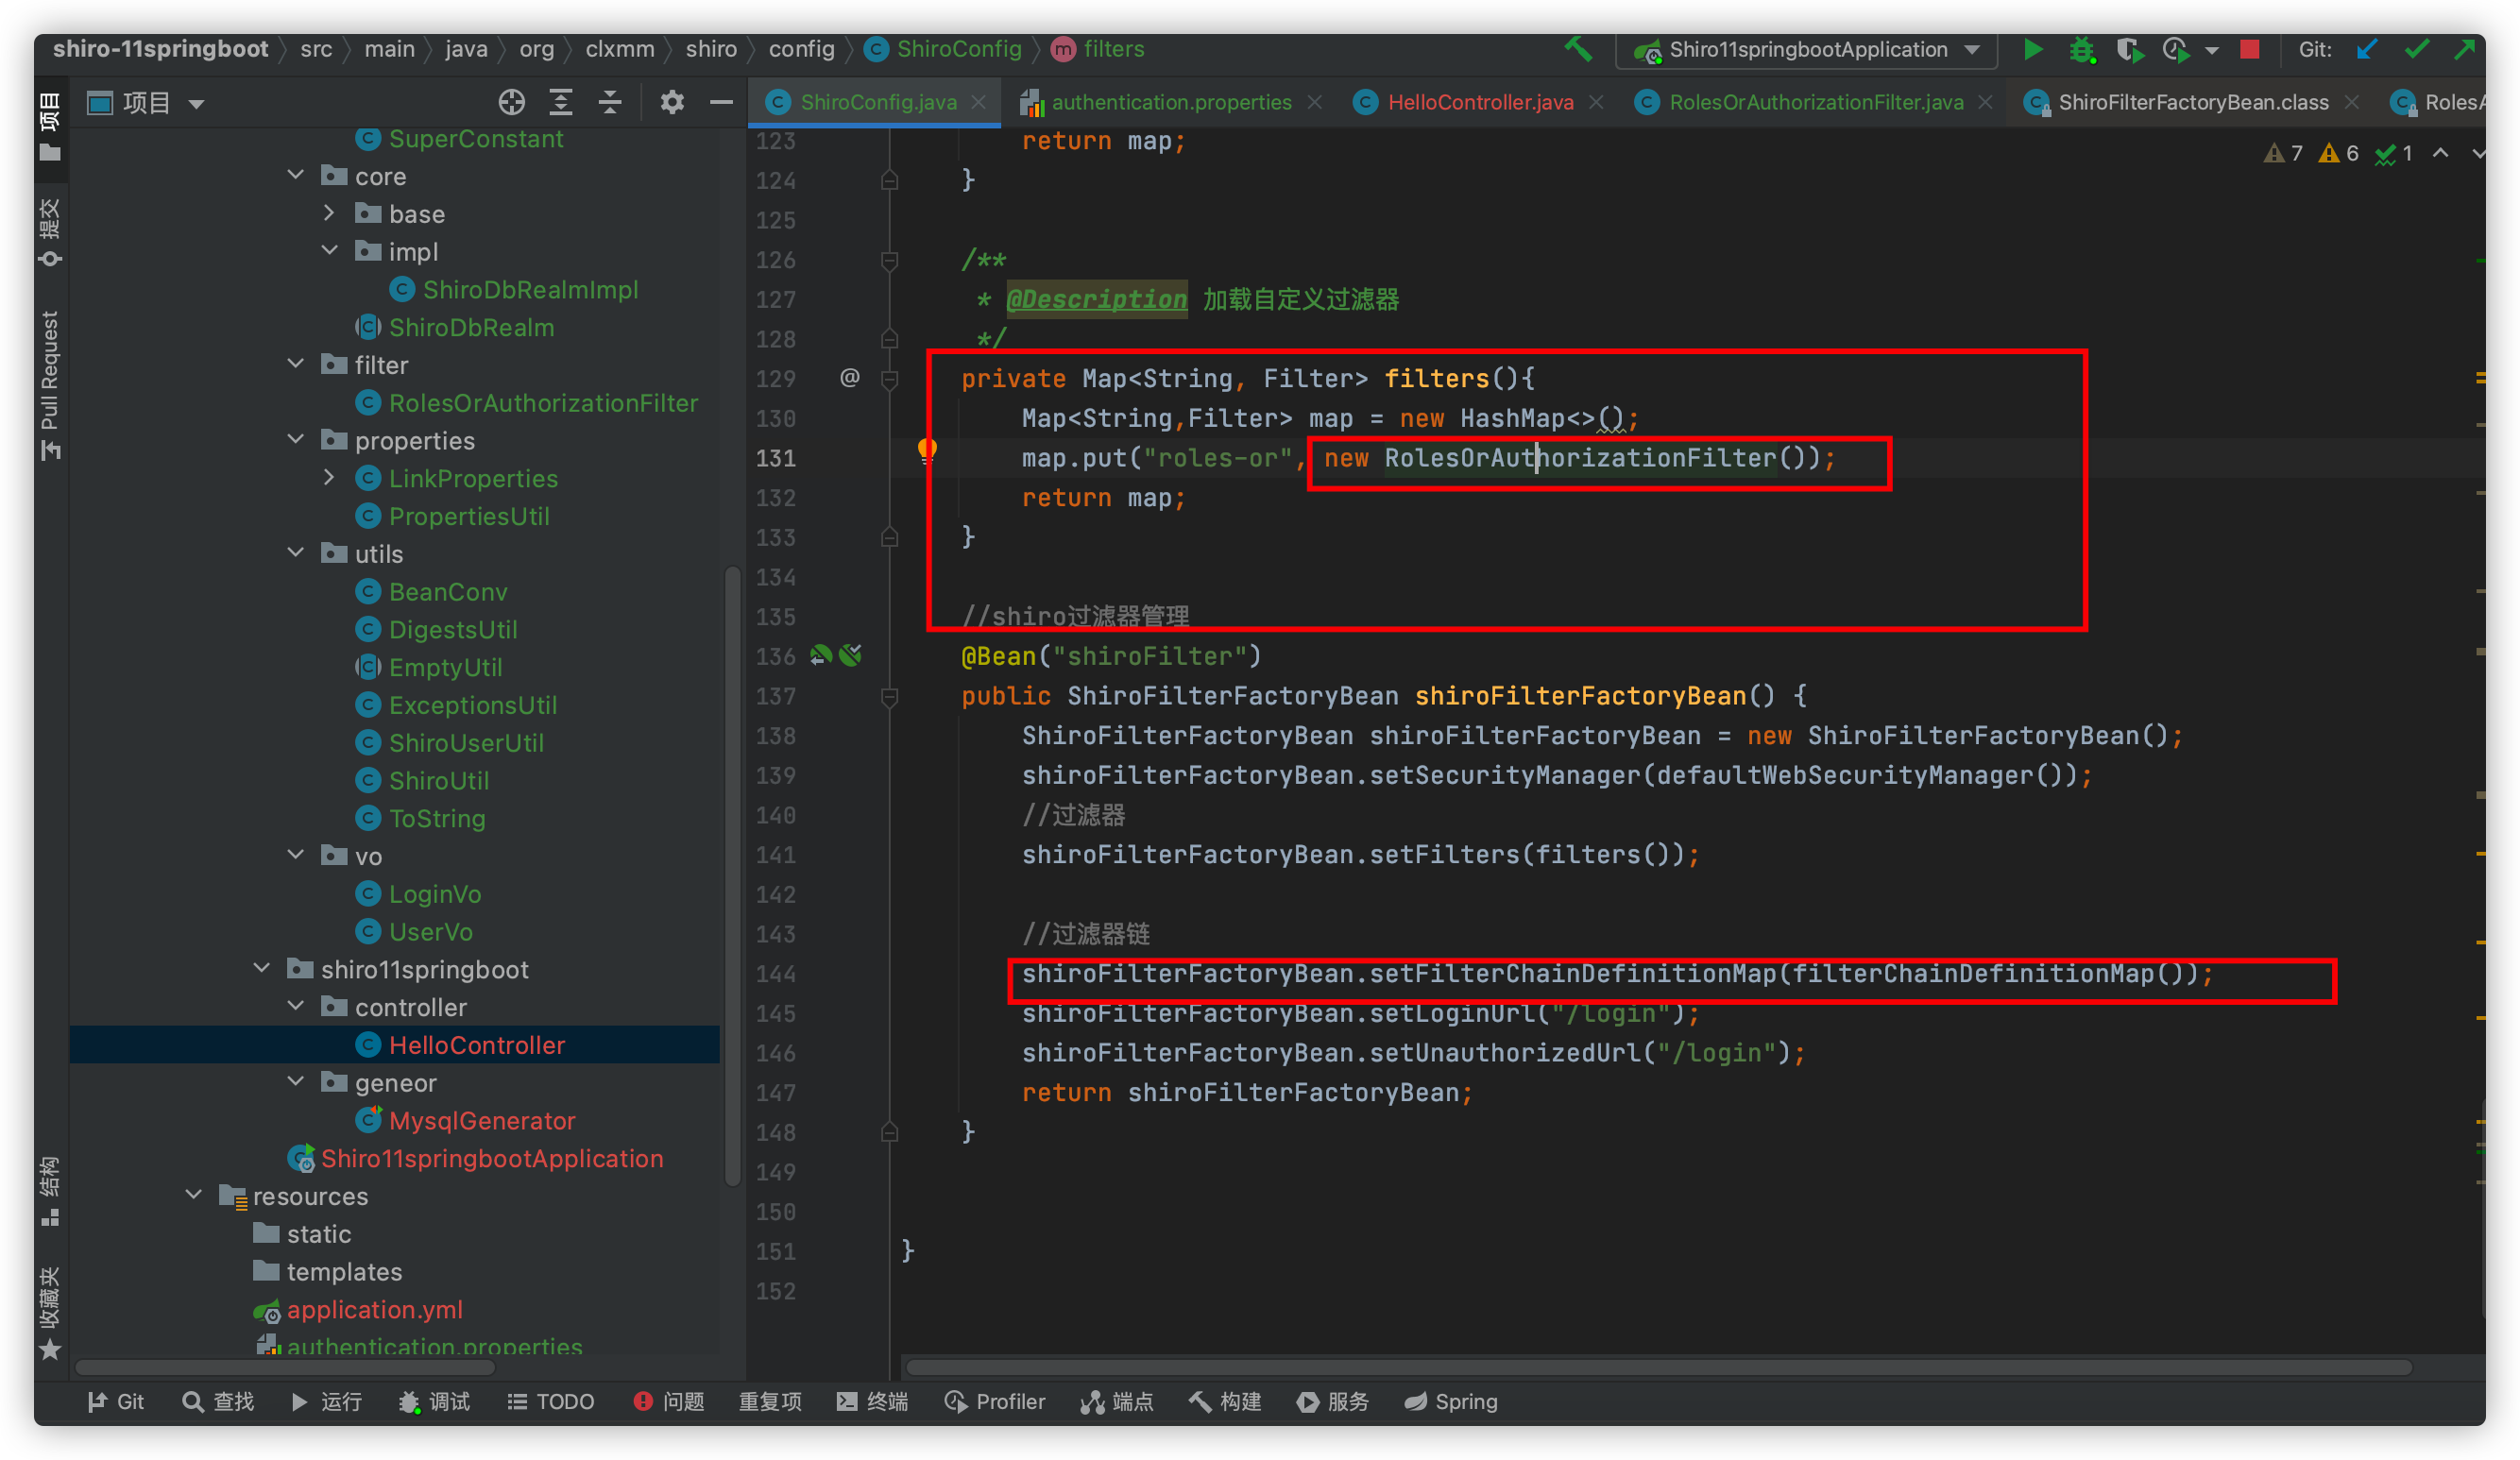 shiro-11springboot src main java org clxmm shiro config ShiroConfig filters Shiro11springbootApplication Git:
项目
ShiroConfig.java authentication.properties HelloController.java RolesOrAuthorizationFilter.java ShiroFilterFactoryBean.class RolesA
项目
提交
Pull Request
结构
收藏夹
SuperConstant
core
base
impl
ShiroDbRealmImpl
ShiroDbRealm
filter
RolesOrAuthorizationFilter
properties
LinkProperties
PropertiesUtil
utils
BeanConv
DigestsUtil
EmptyUtil
ExceptionsUtil
ShiroUserUtil
ShiroUtil
ToString
vo
LoginVo
UserVo
shiro11springboot
controller
HelloController
geneor
MysqlGenerator
Shiro11springbootApplication
resources
static
templates
application.yml
authentication.properties
7 6 1
123 return map;
124 }
125
126 /**
127 * @Description 加载自定义过滤器
128 */
129 @ private Map<String, Filter> filters(){
130 Map<String,Filter> map = new HashMap<>();
131 map.put("roles-or", new RolesOrAuthorizationFilter());
132 return map;
133 }
134
135 //shiro过滤器管理
136 @Bean("shiroFilter")
137 public ShiroFilterFactoryBean shiroFilterFactoryBean() {
138 ShiroFilterFactoryBean shiroFilterFactoryBean = new ShiroFilterFactoryBean();
139 shiroFilterFactoryBean.setSecurityManager(defaultWebSecurityManager());
140 //过滤器
141 shiroFilterFactoryBean.setFilters(filters());
142
143 //过滤器链
144 shiroFilterFactoryBean.setFilterChainDefinitionMap(filterChainDefinitionMap());
145 shiroFilterFactoryBean.setLoginUrl("/login");
146 shiroFilterFactoryBean.setUnauthorizedUrl("/login");
147 return shiroFilterFactoryBean;
148 }
149
150
151 }
152
Git 查找 运行 调试 TODO 问题 重复项 终端 Profiler 端点 构建 服务 Spring